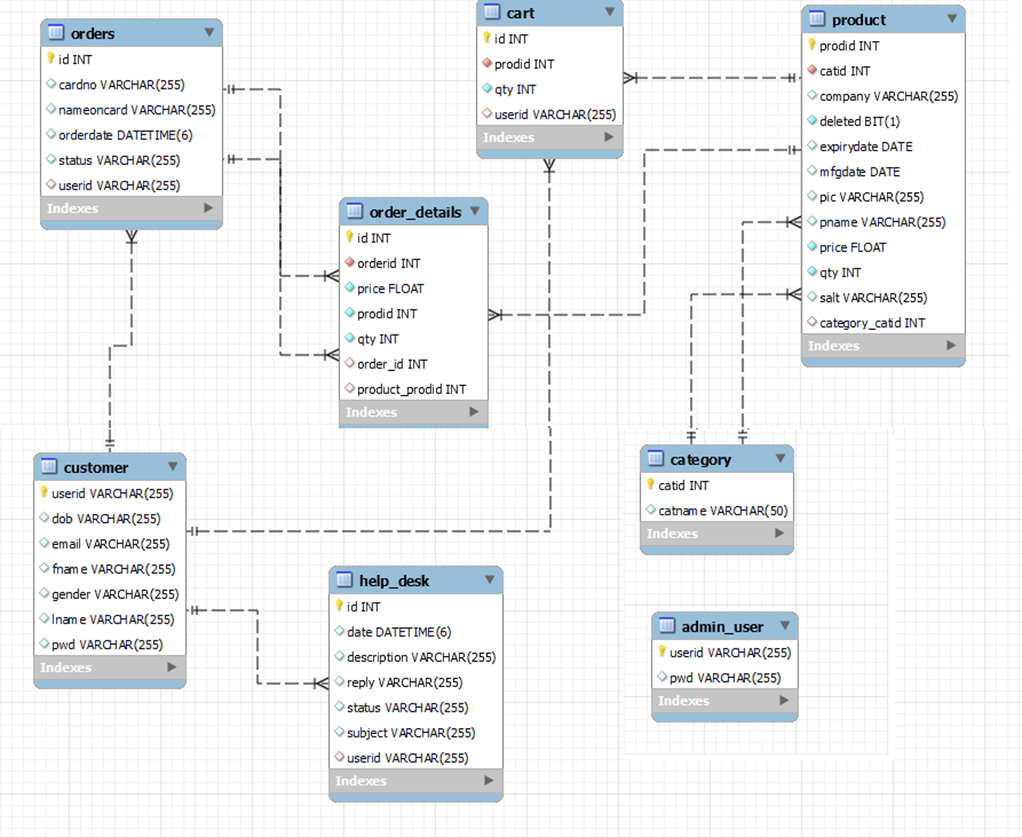 orders
id INT
cardno VARCHAR(255)
nameoncard VARCHAR(255)
orderdate DATETIME(6)
status VARCHAR(255)
userid VARCHAR(255)
Indexes
cart
id INT
prodid INT
qty INT
userid VARCHAR(255)
Indexes
product
prodid INT
catid INT
company VARCHAR(255)
deleted BIT(1)
expirydate DATE
mfgdate DATE
pic VARCHAR(255)
pname VARCHAR(255)
price FLOAT
qty INT
salt VARCHAR(255)
category_catid INT
Indexes
order_details
id INT
orderid INT
price FLOAT
prodid INT
qty INT
order_id INT
product_prodid INT
Indexes
customer
userid VARCHAR(255)
dob VARCHAR(255)
email VARCHAR(255)
fname VARCHAR(255)
gender VARCHAR(255)
lname VARCHAR(255)
pwd VARCHAR(255)
Indexes
category
catid INT
catname VARCHAR(50)
Indexes
help_desk
id INT
date DATETIME(6)
description VARCHAR(255)
reply VARCHAR(255)
status VARCHAR(255)
subject VARCHAR(255)
userid VARCHAR(255)
Indexes
admin_user
userid VARCHAR(255)
pwd VARCHAR(255)
Indexes